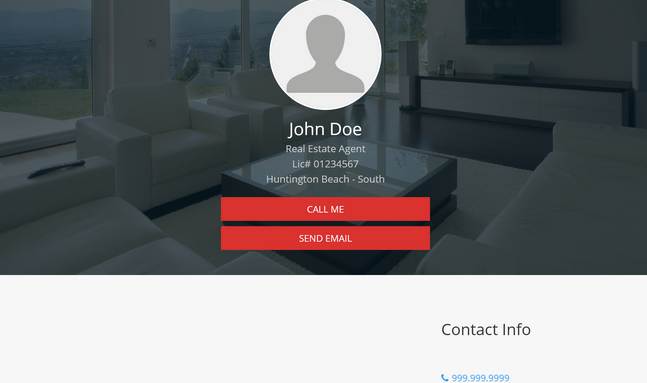 John Doe
Real Estate Agent
Lic# 01234567
Huntington Beach - South
CALL ME
SEND EMAIL
Contact Info
999.999.9999